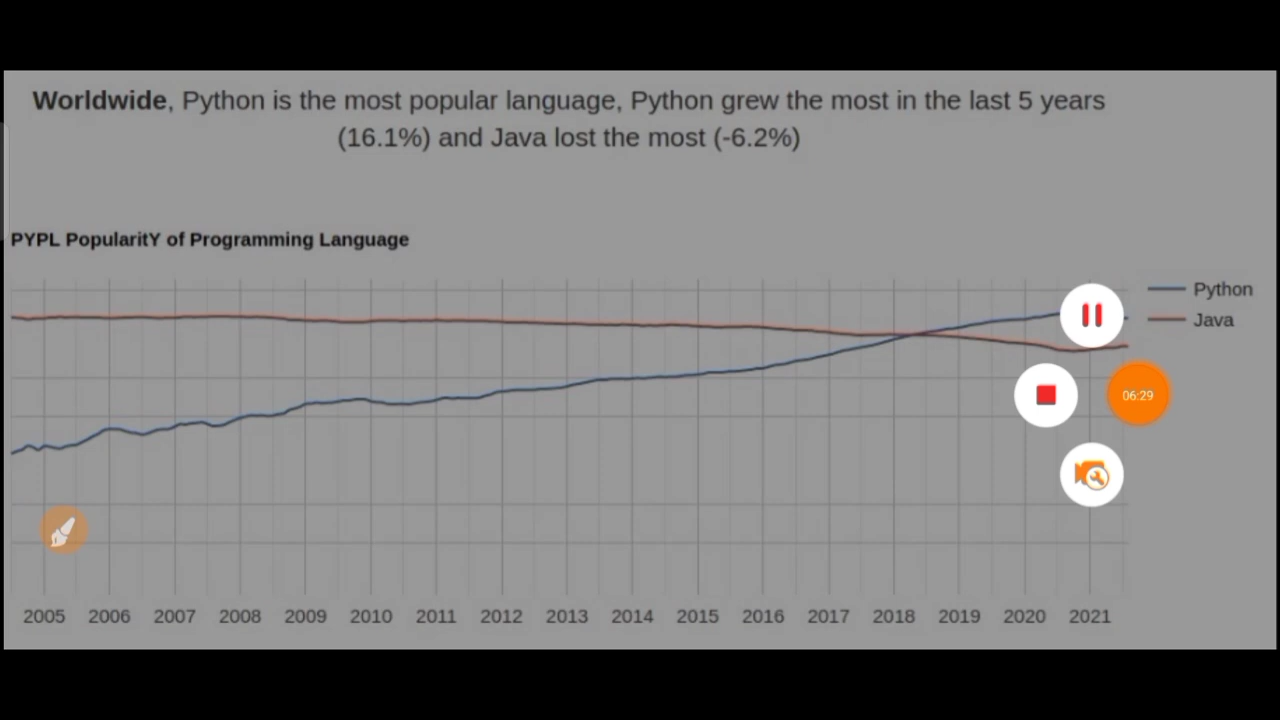 Worldwide, Python is the most popular language, Python grew the most in the last 5 years
(16.1%) and Java lost the most (-6.2%)
PYPL PopularitY of Programming Language
Python
Java
06:29
2005 2006 2007 2008 2009 2010 2011 2012 2013 2014 2015 2016 2017 2018 2019 2020 2021